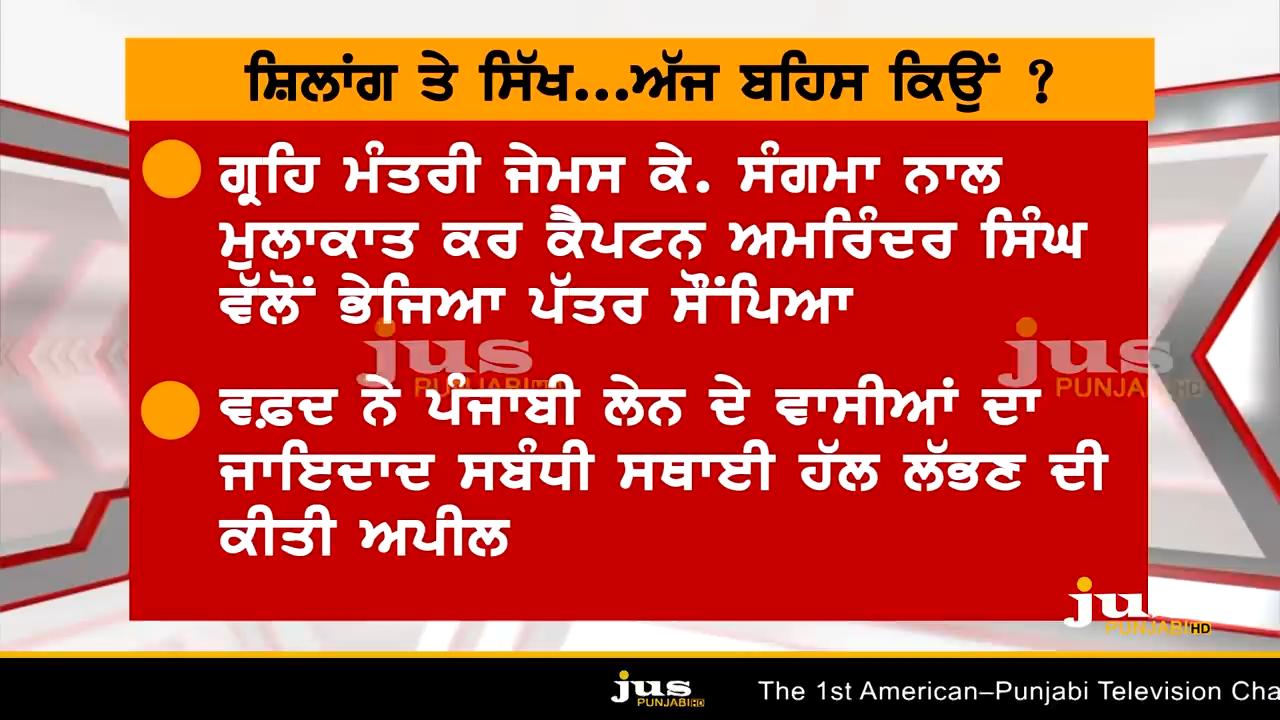 ਸ਼ਿਲਾਂਗ ਤੇ ਸਿੱਖ...ਅੱਜ ਬਹਿਸ ਕਿਉਂ ?
ਗ੍ਰਹਿ ਮੰਤਰੀ ਜੇਮਸ ਕੇ. ਸੰਗਮਾ ਨਾਲ
ਮੁਲਾਕਾਤ ਕਰ ਕੈਪਟਨ ਅਮਰਿੰਦਰ ਸਿੰਘ
ਵੱਲੋਂ ਭੇਜਿਆ ਪੱਤਰ ਸੌਂਪਿਆ
jus
PUNJABI HD
jus
PUNJABI HD
ਵਫ਼ਦ ਨੇ ਪੰਜਾਬੀ ਲੇਨ ਦੇ ਵਾਸੀਆਂ ਦਾ
ਜਾਇਦਾਦ ਸਬੰਧੀ ਸਥਾਈ ਹੱਲ ਲੱਭਣ ਦੀ
ਕੀਤੀ ਅਪੀਲ
jus
PUNJABI HD
jus
PUNJABI HD
The 1st American–Punjabi Television Cha